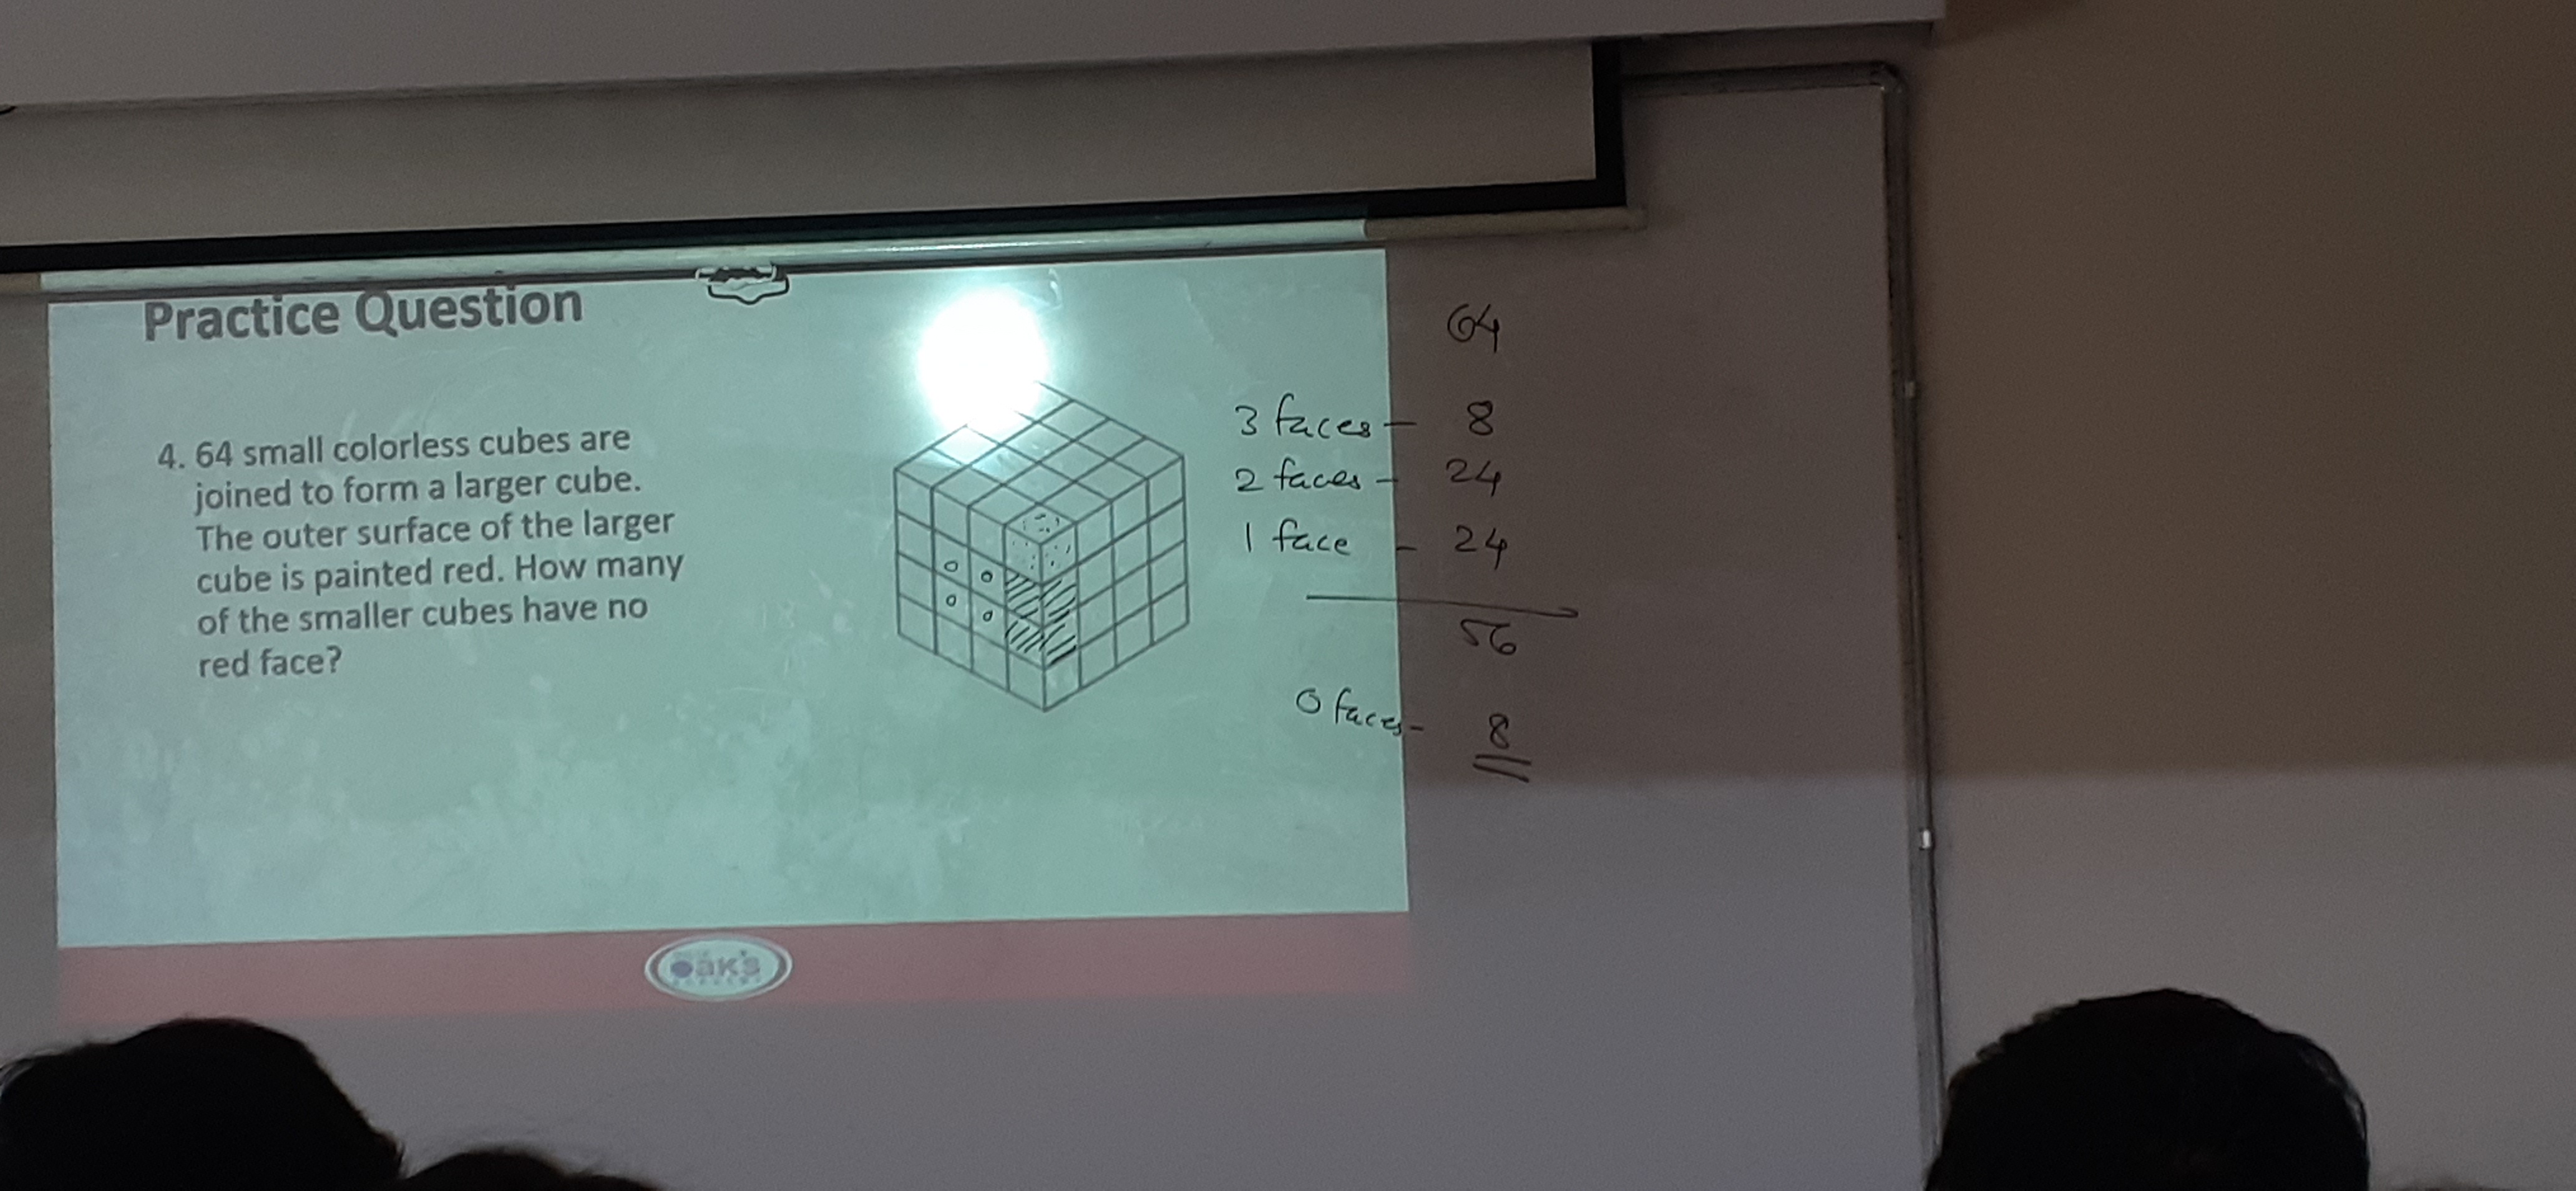 Practice Question
4. 64 small colorless cubes are
joined to form a larger cube.
The outer surface of the larger
cube is painted red. How many
of the smaller cubes have no
red face?
64
3 faces - 8
2 faces - 24
1 face - 24
56
0 faces - 8
oak's